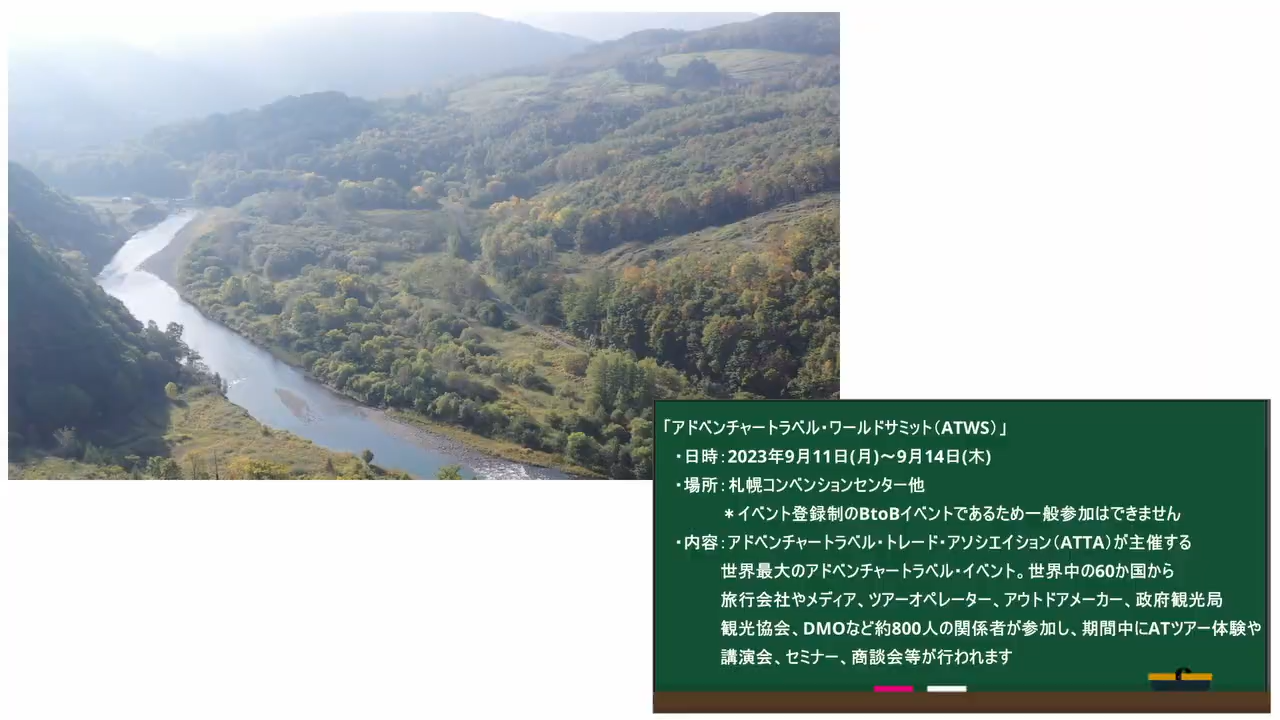 「アドベンチャートラベル・ワールドサミット（ATWS）」
・日時：2023年9月11日(月)～9月14日(木)
・場所：札幌コンベンションセンター他
＊イベント登録制のBtoBイベントであるため一般参加はできません
・内容：アドベンチャートラベル・トレード・アソシエイション（ATTA）が主催する
世界最大のアドベンチャートラベル・イベント。世界中の60か国から
旅行会社やメディア、ツアーオペレーター、アウトドアメーカー、政府観光局
観光協会、DMOなど約800人の関係者が参加し、期間中にATツアー体験や
講演会、セミナー、商談会等が行われます